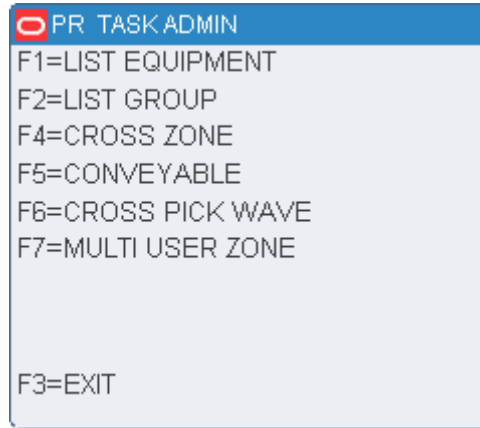 PR TASK ADMIN
F1=LIST EQUIPMENT
F2=LIST GROUP
F4=CROSS ZONE
F5=CONVEYABLE
F6=CROSS PICK WAVE
F7=MULTI USER ZONE
F3=EXIT